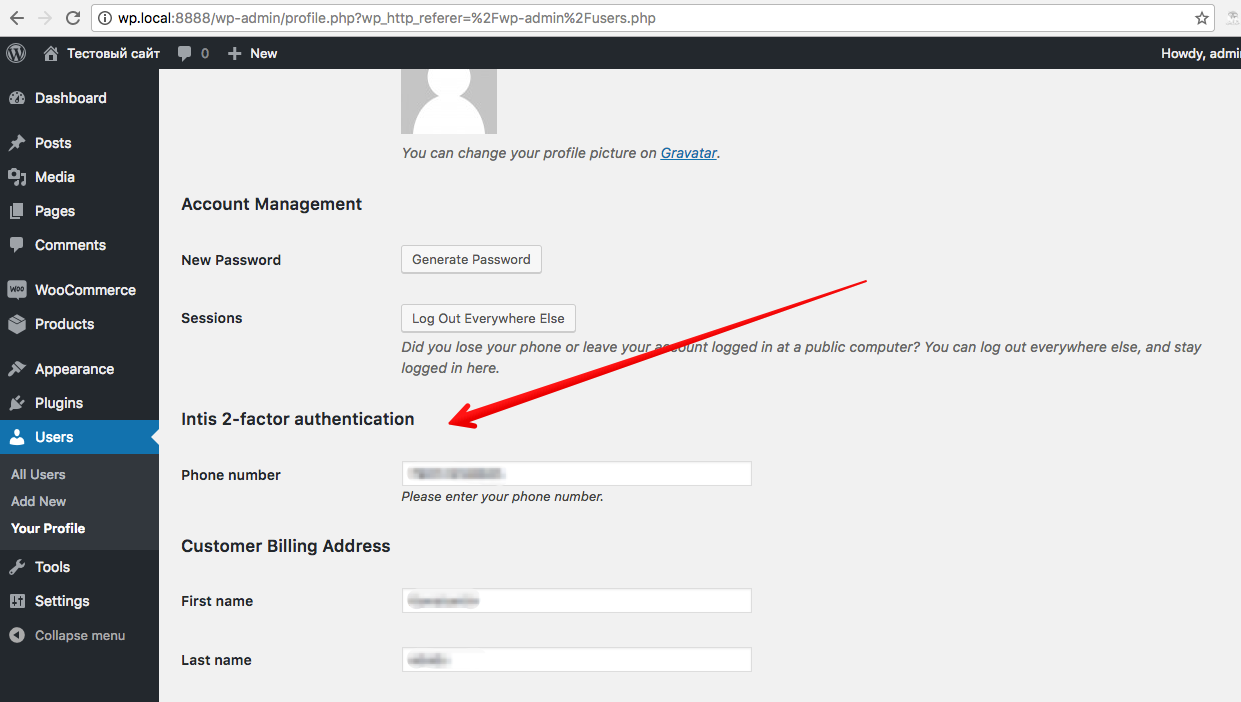 wp.local:8888/wp-admin/profile.php?wp_http_referer=%2Fwp-admin%2Fusers.php
Тестовый сайт 0 + New Howdy, admi
Dashboard
Posts
Media
Pages
Comments
WOO WooCommerce
Products
Appearance
Plugins
Users
All Users
Add New
Your Profile
Tools
Settings
Collapse menu
You can change your profile picture on Gravatar.
Account Management
New Password Generate Password
Sessions Log Out Everywhere Else
Did you lose your phone or leave your account logged in at a public computer? You can log out everywhere else, and stay
logged in here.
Intis 2-factor authentication
Phone number
Please enter your phone number.
Customer Billing Address
First name
Last name